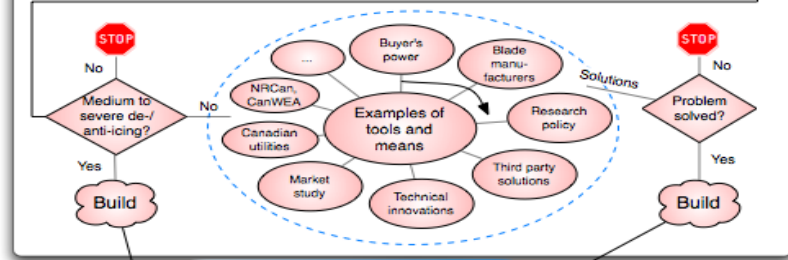 STOP
No
Medium to
severe de-/
anti-icing?
No
Yes
Build
...
Buyer's
power
Blade
manu-
facturers
NRCan,
CanWEA
Examples of
tools and
means
Research
policy
Canadian
utilities
Third party
solutions
Market
study
Technical
innovations
Solutions
STOP
No
Problem
solved?
Yes
Build